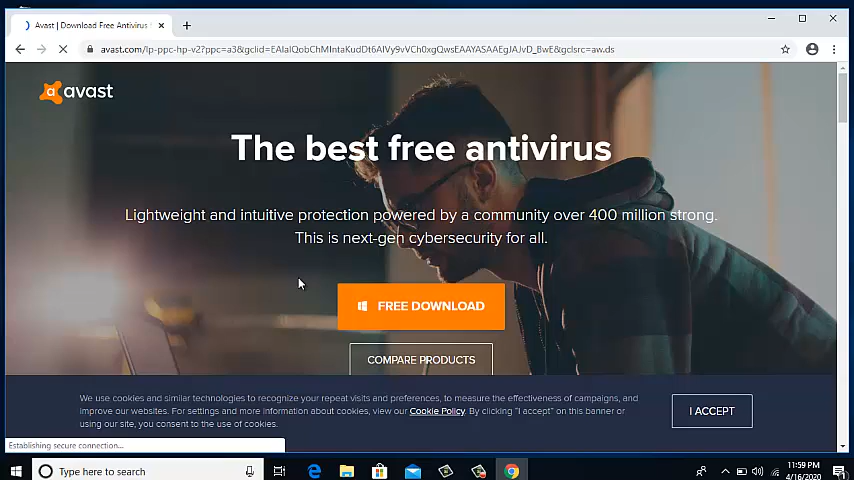 Avast | Download Free Antivirus
avast.com/lp-ppc-hp-v2?ppc=a3&gclid=EAIaIQobChMIntaKudDt6AIVy9vVCh0xgQwsEAAYASAAEgJAJvD_BwE&gclsrc=aw.ds
avast
The best free antivirus
Lightweight and intuitive protection powered by a community over 400 million strong.
This is next-gen cybersecurity for all.
FREE DOWNLOAD
COMPARE PRODUCTS
We use cookies and similar technologies to recognize your repeat visits and preferences, to measure the effectiveness of campaigns, and
improve our websites. For settings and more information about cookies, view our Cookie Policy. By clicking "I accept" on this banner or
using our site, you consent to the use of cookies.
I ACCEPT
Establishing secure connection...
Type here to search
11:59 PM
4/16/2020